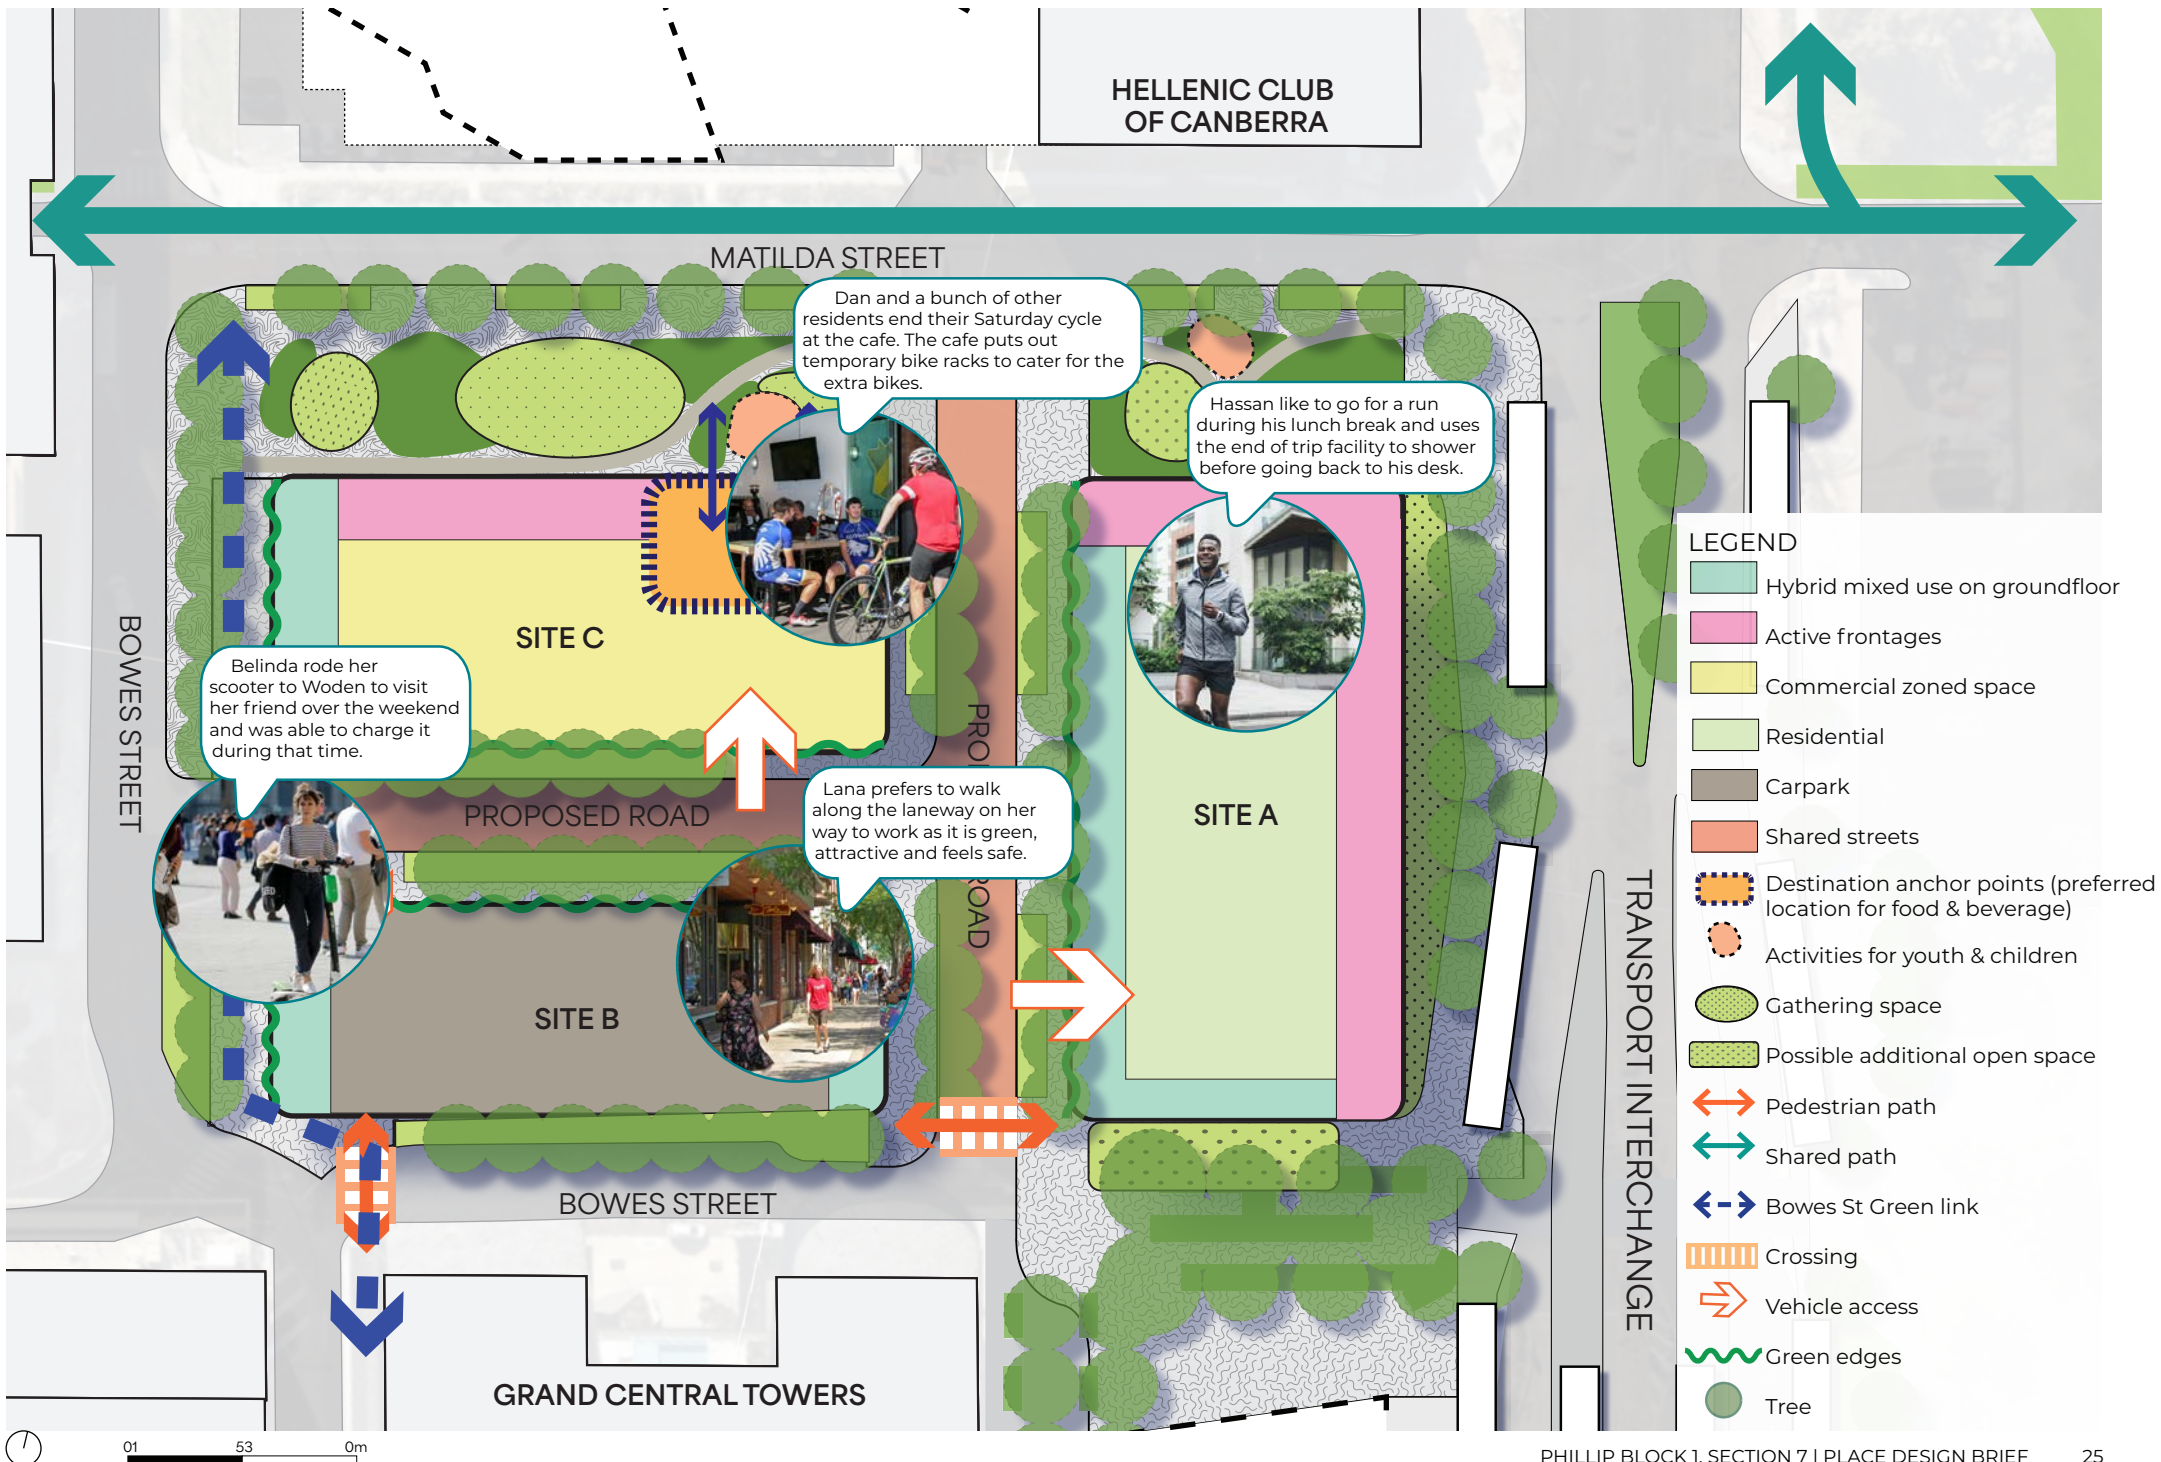 HELLENIC CLUB
OF CANBERRA
MATILDA STREET
Dan and a bunch of other
residents end their Saturday cycle
at the cafe. The cafe puts out
temporary bike racks to cater for the
extra bikes.
Hassan like to go for a run
during his lunch break and uses
the end of trip facility to shower
before going back to his desk.
SITE C
Belinda rode her
scooter to Woden to visit
her friend over the weekend
and was able to charge it
during that time.
BOWES STREET
PROPOSED ROAD
Lana prefers to walk
along the laneway on her
way to work as it is green,
attractive and feels safe.
ROAD
SITE A
SITE B
TRANSPORT INTERCHANGE
BOWES STREET
GRAND CENTRAL TOWERS
LEGEND
Hybrid mixed use on groundfloor
Active frontages
Commercial zoned space
Residential
Carpark
Shared streets
Destination anchor points (preferred
location for food & beverage)
Activities for youth & children
Gathering space
Possible additional open space
Pedestrian path
Shared path
Bowes St Green link
Crossing
Vehicle access
Green edges
Tree
01 53 0m
PHILLIP BLOCK 1, SECTION 7 | PLACE DESIGN BRIEF 25